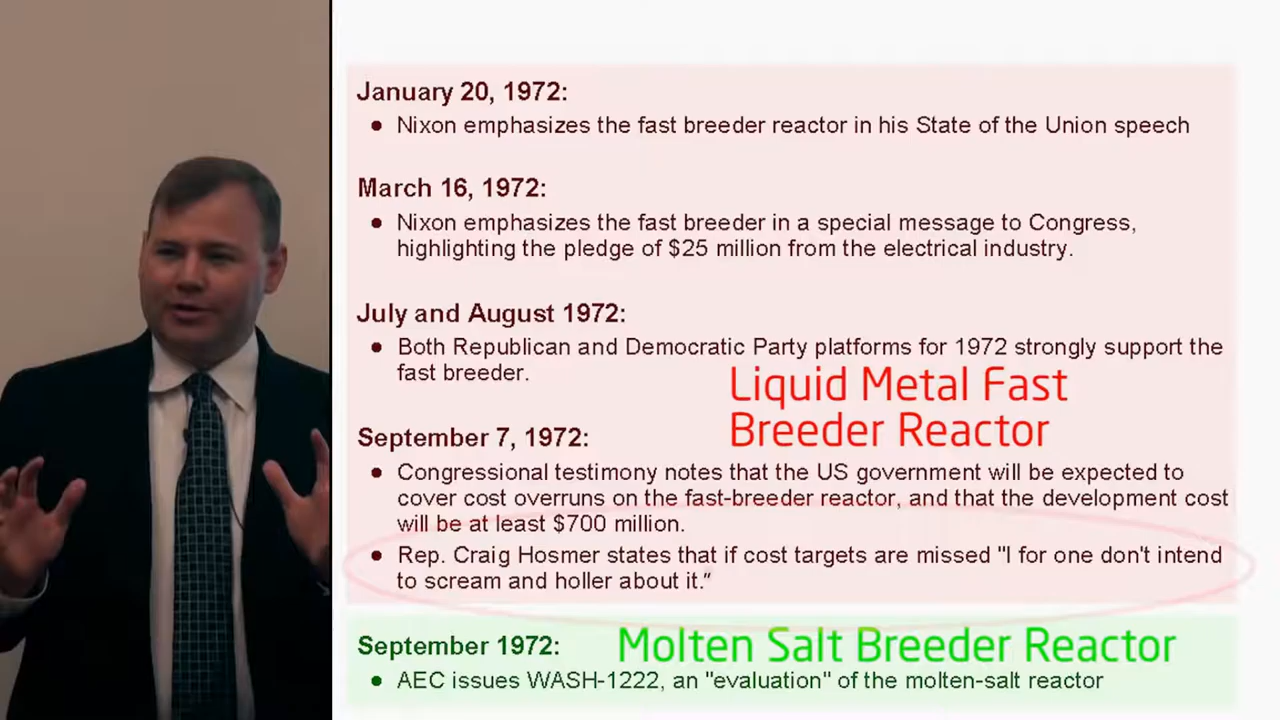 January 20, 1972:
● Nixon emphasizes the fast breeder reactor in his State of the Union speech
March 16, 1972:
● Nixon emphasizes the fast breeder in a special message to Congress,
highlighting the pledge of $25 million from the electrical industry.
July and August 1972:
● Both Republican and Democratic Party platforms for 1972 strongly support the
fast breeder.
Liquid Metal Fast
Breeder Reactor
September 7, 1972:
● Congressional testimony notes that the US government will be expected to
cover cost overruns on the fast-breeder reactor, and that the development cost
will be at least $700 million.
● Rep. Craig Hosmer states that if cost targets are missed "I for one don't intend
to scream and holler about it."
September 1972:
Molten Salt Breeder Reactor
● AEC issues WASH-1222, an "evaluation" of the molten-salt reactor